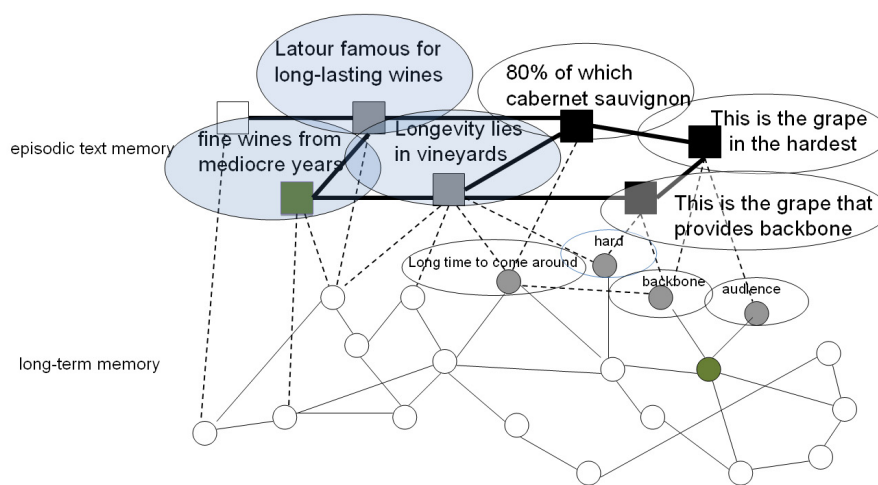 Latour famous for
long-lasting wines
80% of which
cabernet sauvignon
This is the grape
in the hardest
episodic text memory
fine wines from
mediocre years
Longevity lies
in vineyards
This is the grape that
provides backbone
hard
Long time to come around
backbone
audience
long-term memory